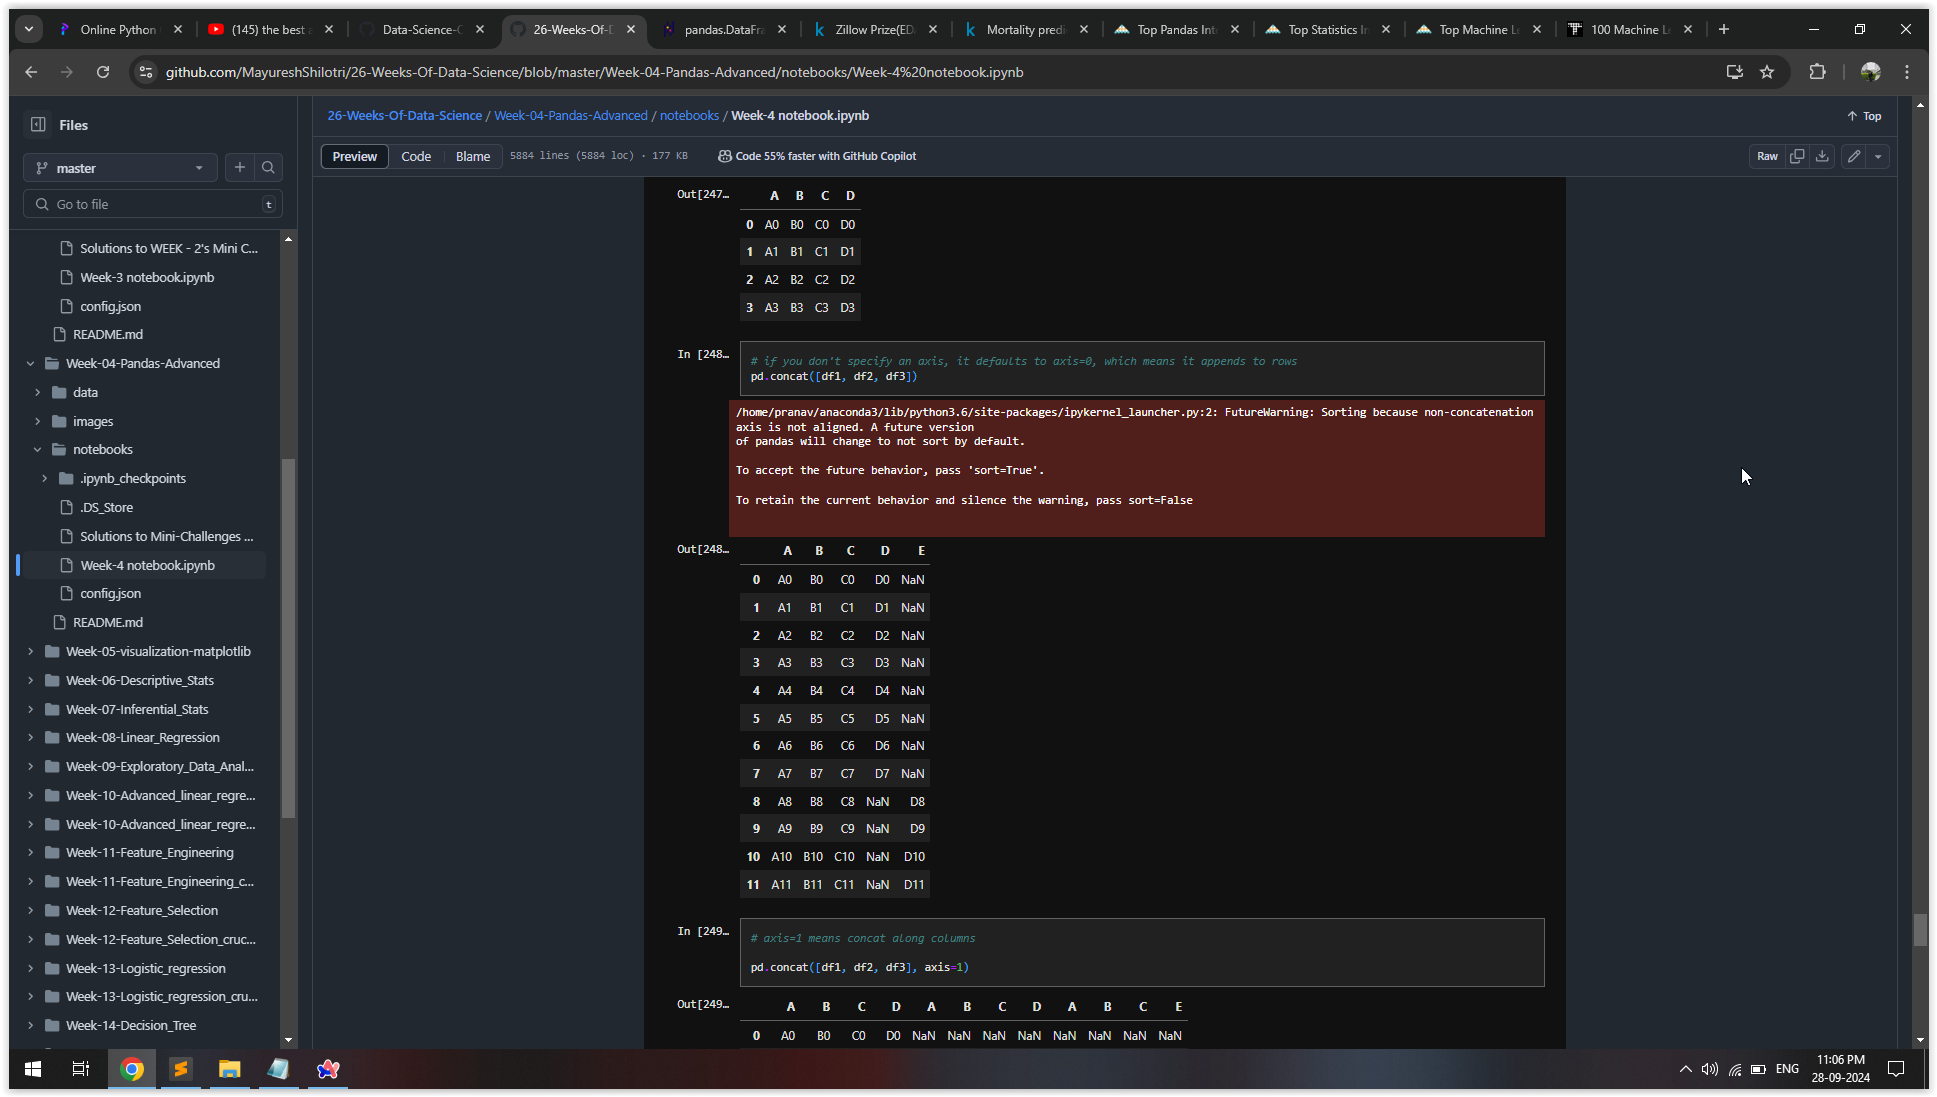 Online Python
(145) the best a
Data-Science-C
26-Weeks-Of-D
pandas.DataFra
Zillow Prize(ED
Mortality predi
Top Pandas Int
Top Statistics In
Top Machine Le
100 Machine Le
github.com/MayureshShilotri/26-Weeks-Of-Data-Science/blob/master/Week-04-Pandas-Advanced/notebooks/Week-4%20notebook.ipynb
Files
master
Go to file
t
Solutions to WEEK - 2's Mini C...
Week-3 notebook.ipynb
config.json
README.md
Week-04-Pandas-Advanced
data
images
notebooks
.ipynb_checkpoints
.DS_Store
Solutions to Mini-Challenges ...
Week-4 notebook.ipynb
config.json
README.md
Week-05-visualization-matplotlib
Week-06-Descriptive_Stats
Week-07-Inferential_Stats
Week-08-Linear_Regression
Week-09-Exploratory_Data_Anal...
Week-10-Advanced_linear_regre...
Week-10-Advanced_linear_regre...
Week-11-Feature_Engineering
Week-11-Feature_Engineering_c...
Week-12-Feature_Selection
Week-12-Feature_Selection_cruc...
Week-13-Logistic_regression
Week-13-Logistic_regression_cru...
Week-14-Decision_Tree
26-Weeks-Of-Data-Science / Week-04-Pandas-Advanced / notebooks / Week-4 notebook.ipynb
Top
Preview Code Blame 5884 lines (5884 loc) · 177 KB Code 55% faster with GitHub Copilot
Raw
Out[247...
A B C D
0 A0 B0 C0 D0
1 A1 B1 C1 D1
2 A2 B2 C2 D2
3 A3 B3 C3 D3
In [248...
# if you don't specify an axis, it defaults to axis=0, which means it appends to rows
pd.concat([df1, df2, df3])
/home/pranav/anaconda3/lib/python3.6/site-packages/ipykernel_launcher.py:2: FutureWarning: Sorting because non-concatenation
axis is not aligned. A future version
of pandas will change to not sort by default.
To accept the future behavior, pass 'sort=True'.
To retain the current behavior and silence the warning, pass sort=False
Out[248...
A B C D E
0 A0 B0 C0 D0 NaN
1 A1 B1 C1 D1 NaN
2 A2 B2 C2 D2 NaN
3 A3 B3 C3 D3 NaN
4 A4 B4 C4 D4 NaN
5 A5 B5 C5 D5 NaN
6 A6 B6 C6 D6 NaN
7 A7 B7 C7 D7 NaN
8 A8 B8 C8 NaN D8
9 A9 B9 C9 NaN D9
10 A10 B10 C10 NaN D10
11 A11 B11 C11 NaN D11
In [249...
# axis=1 means concat along columns
pd.concat([df1, df2, df3], axis=1)
Out[249...
A B C D A B C D A B C E
0 A0 B0 C0 D0 NaN NaN NaN NaN NaN NaN NaN NaN
ENG
11:06 PM
28-09-2024